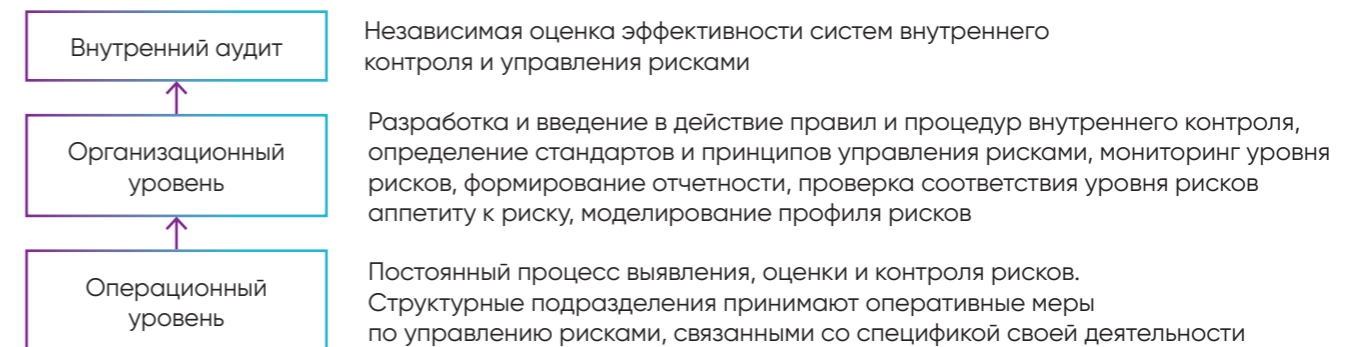 Внутренний аудит
Независимая оценка эффективности систем внутреннего
контроля и управления рисками
Организационный
уровень
Разработка и введение в действие правил и процедур внутреннего контроля,
определение стандартов и принципов управления рисками, мониторинг уровня
рисков, формирование отчетности, проверка соответствия уровня рисков
аппетиту к риску, моделирование профиля рисков
Операционный
уровень
Постоянный процесс выявления, оценки и контроля рисков.
Структурные подразделения принимают оперативные меры
по управлению рисками, связанными со спецификой своей деятельности